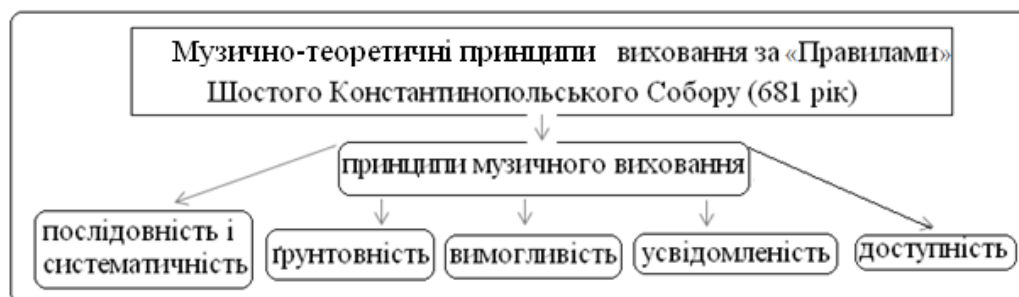 Музично-теоретичні принципи виховання за «Правилами»
Шостого Константинопольського Собору (681 рік)
принципи музичного виховання
послідовність і
систематичність
ґрунтовність
вимогливість
усвідомленість
доступність